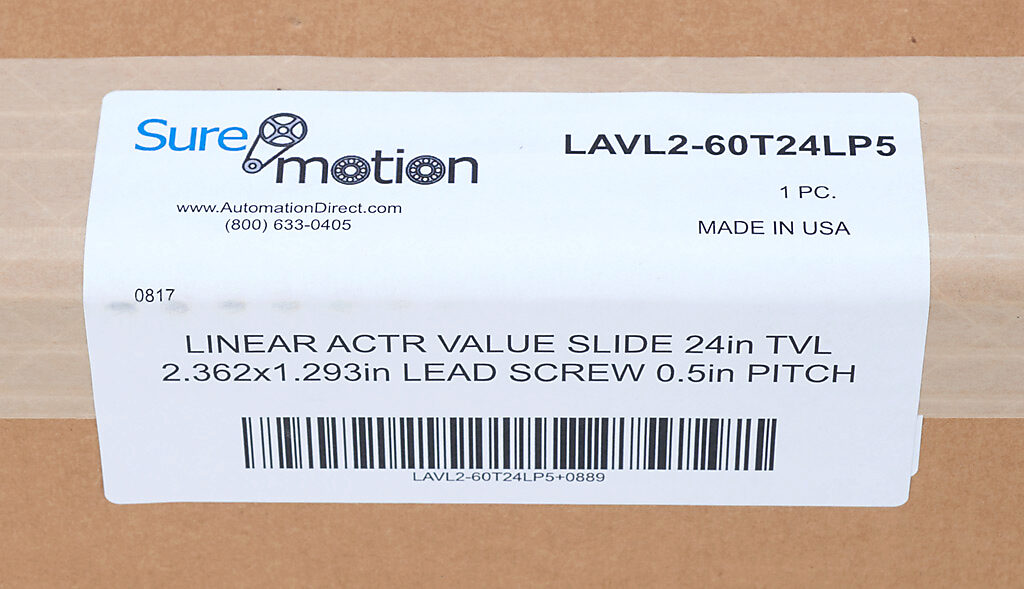 Sure motion
www.AutomationDirect.com
(800) 633-0405
LAVL2-60T24LP5
1 PC.
MADE IN USA
0817
LINEAR ACTR VALUE SLIDE 24in TVL
2.362x1.293in LEAD SCREW 0.5in PITCH
LAVL2-60T24LP5+0889